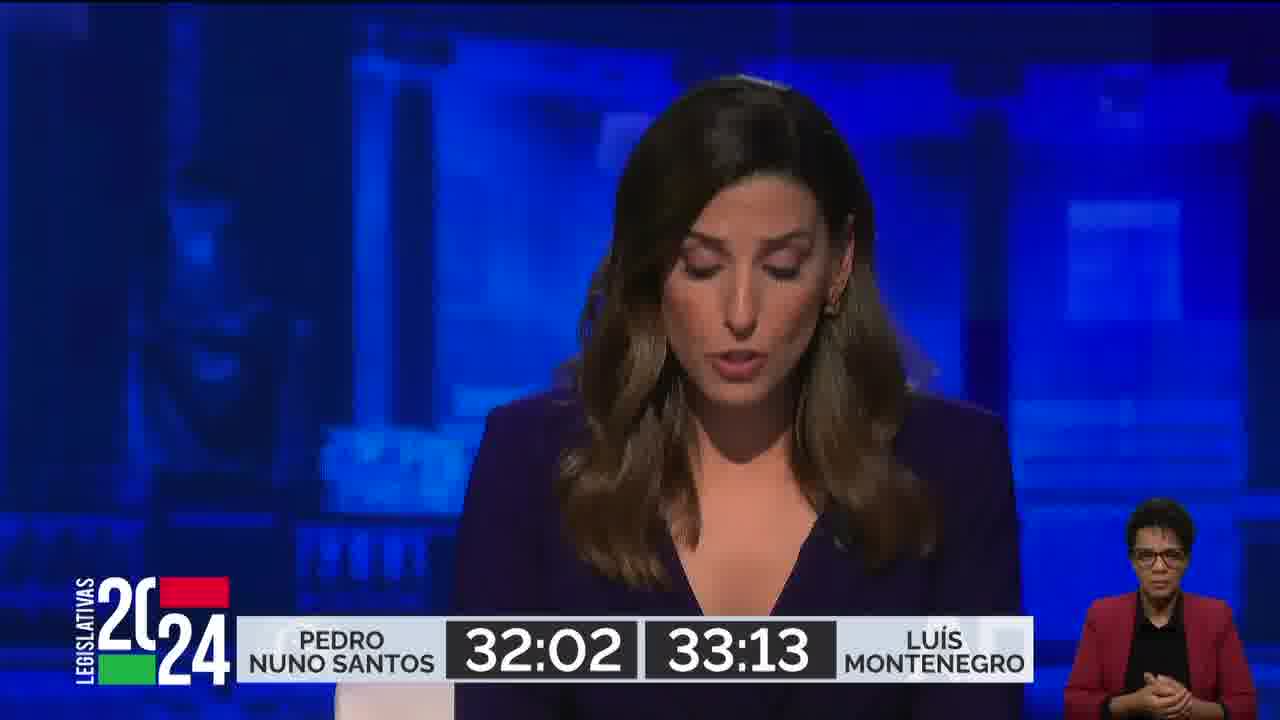 LEGISLATIVAS
2024
PEDRO
NUNO SANTOS
32:02
33:13
LUÍS
MONTENEGRO